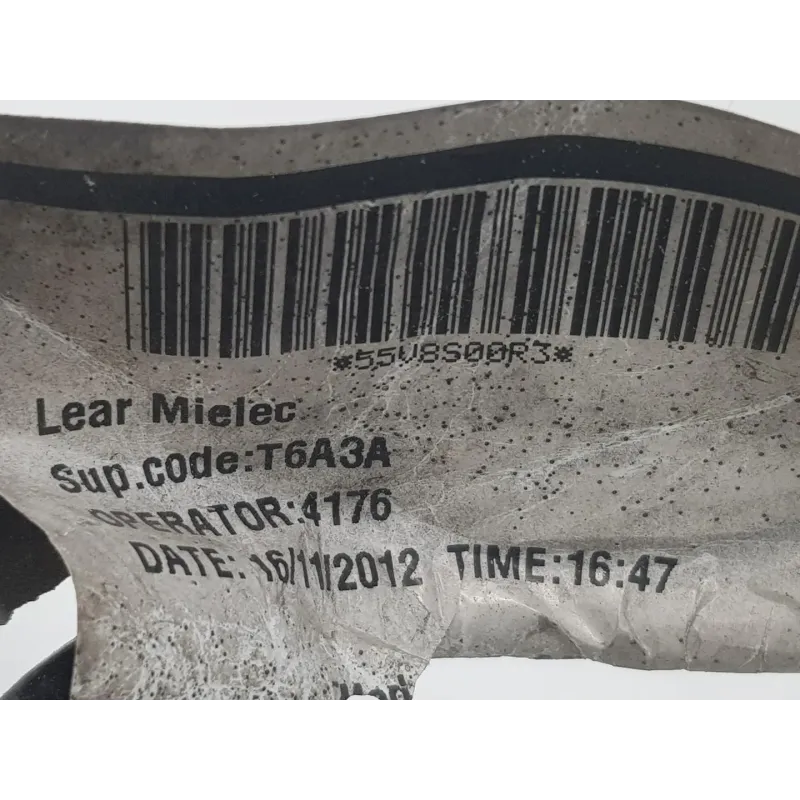 *55V8S00R3*
Lear Mielec
Sup.code:T6A3A
OPERATOR:4176
DATE: 16/11/2012 TIME:16:47